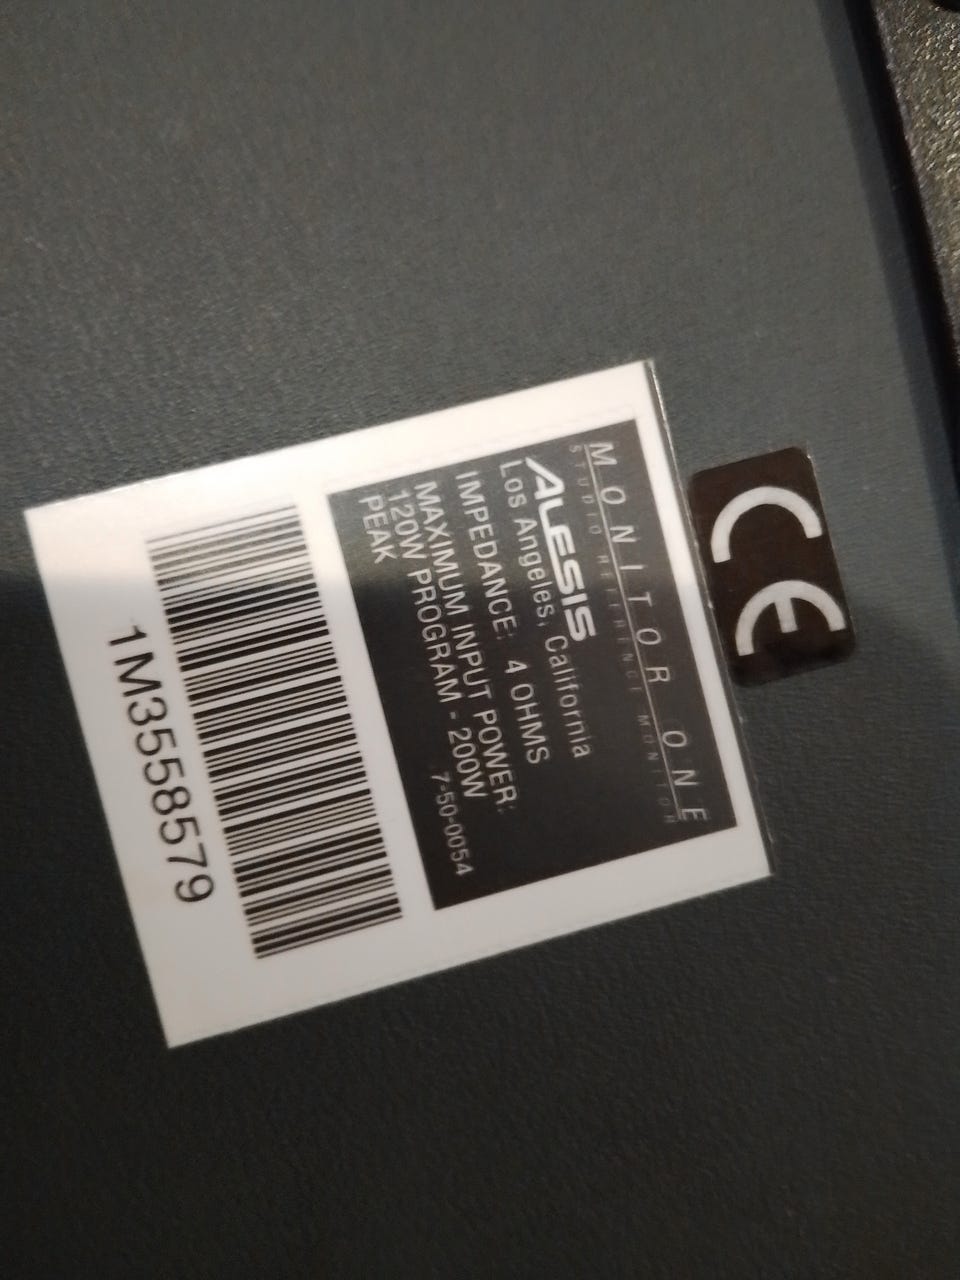 MONITOR ONE
STUDIO REFERENCE MONITOR
ALESIS
Los Angeles, California
IMPEDANCE: 4 OHMS
MAXIMUM INPUT POWER:
120W PROGRAM - 200W
PEAK
7-50-0054
1M3558579
CE